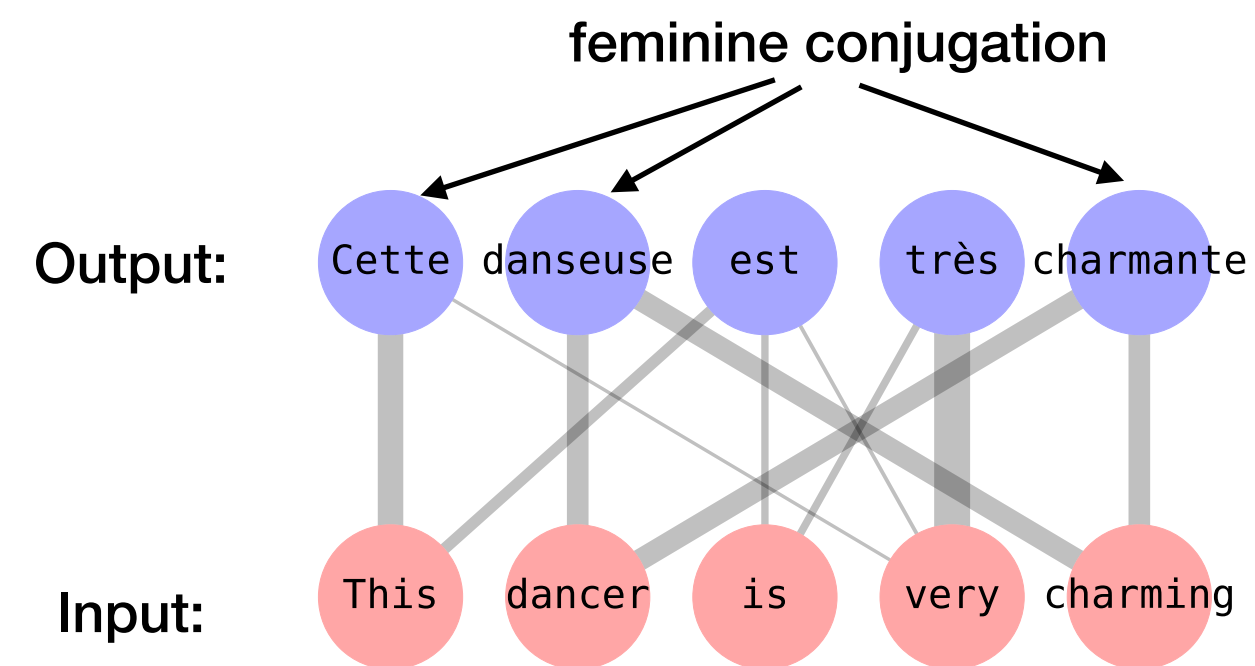 feminine conjugation
Output: Cette danseuse est très charmante
Input: This dancer is very charming